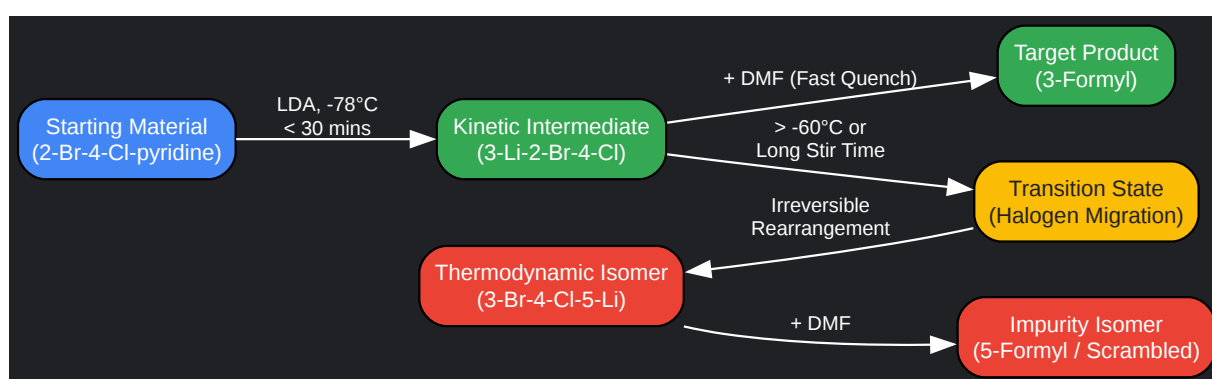 Starting Material
(2-Br-4-Cl-pyridine)
LDA, -78°C
< 30 mins
Kinetic Intermediate
(3-Li-2-Br-4-Cl)
+ DMF (Fast Quench)
Target Product
(3-Formyl)
> -60°C or
Long Stir Time
Transition State
(Halogen Migration)
Irreversible
Rearrangement
Thermodynamic Isomer
(3-Br-4-Cl-5-Li)
+ DMF
Impurity Isomer
(5-Formyl / Scrambled)